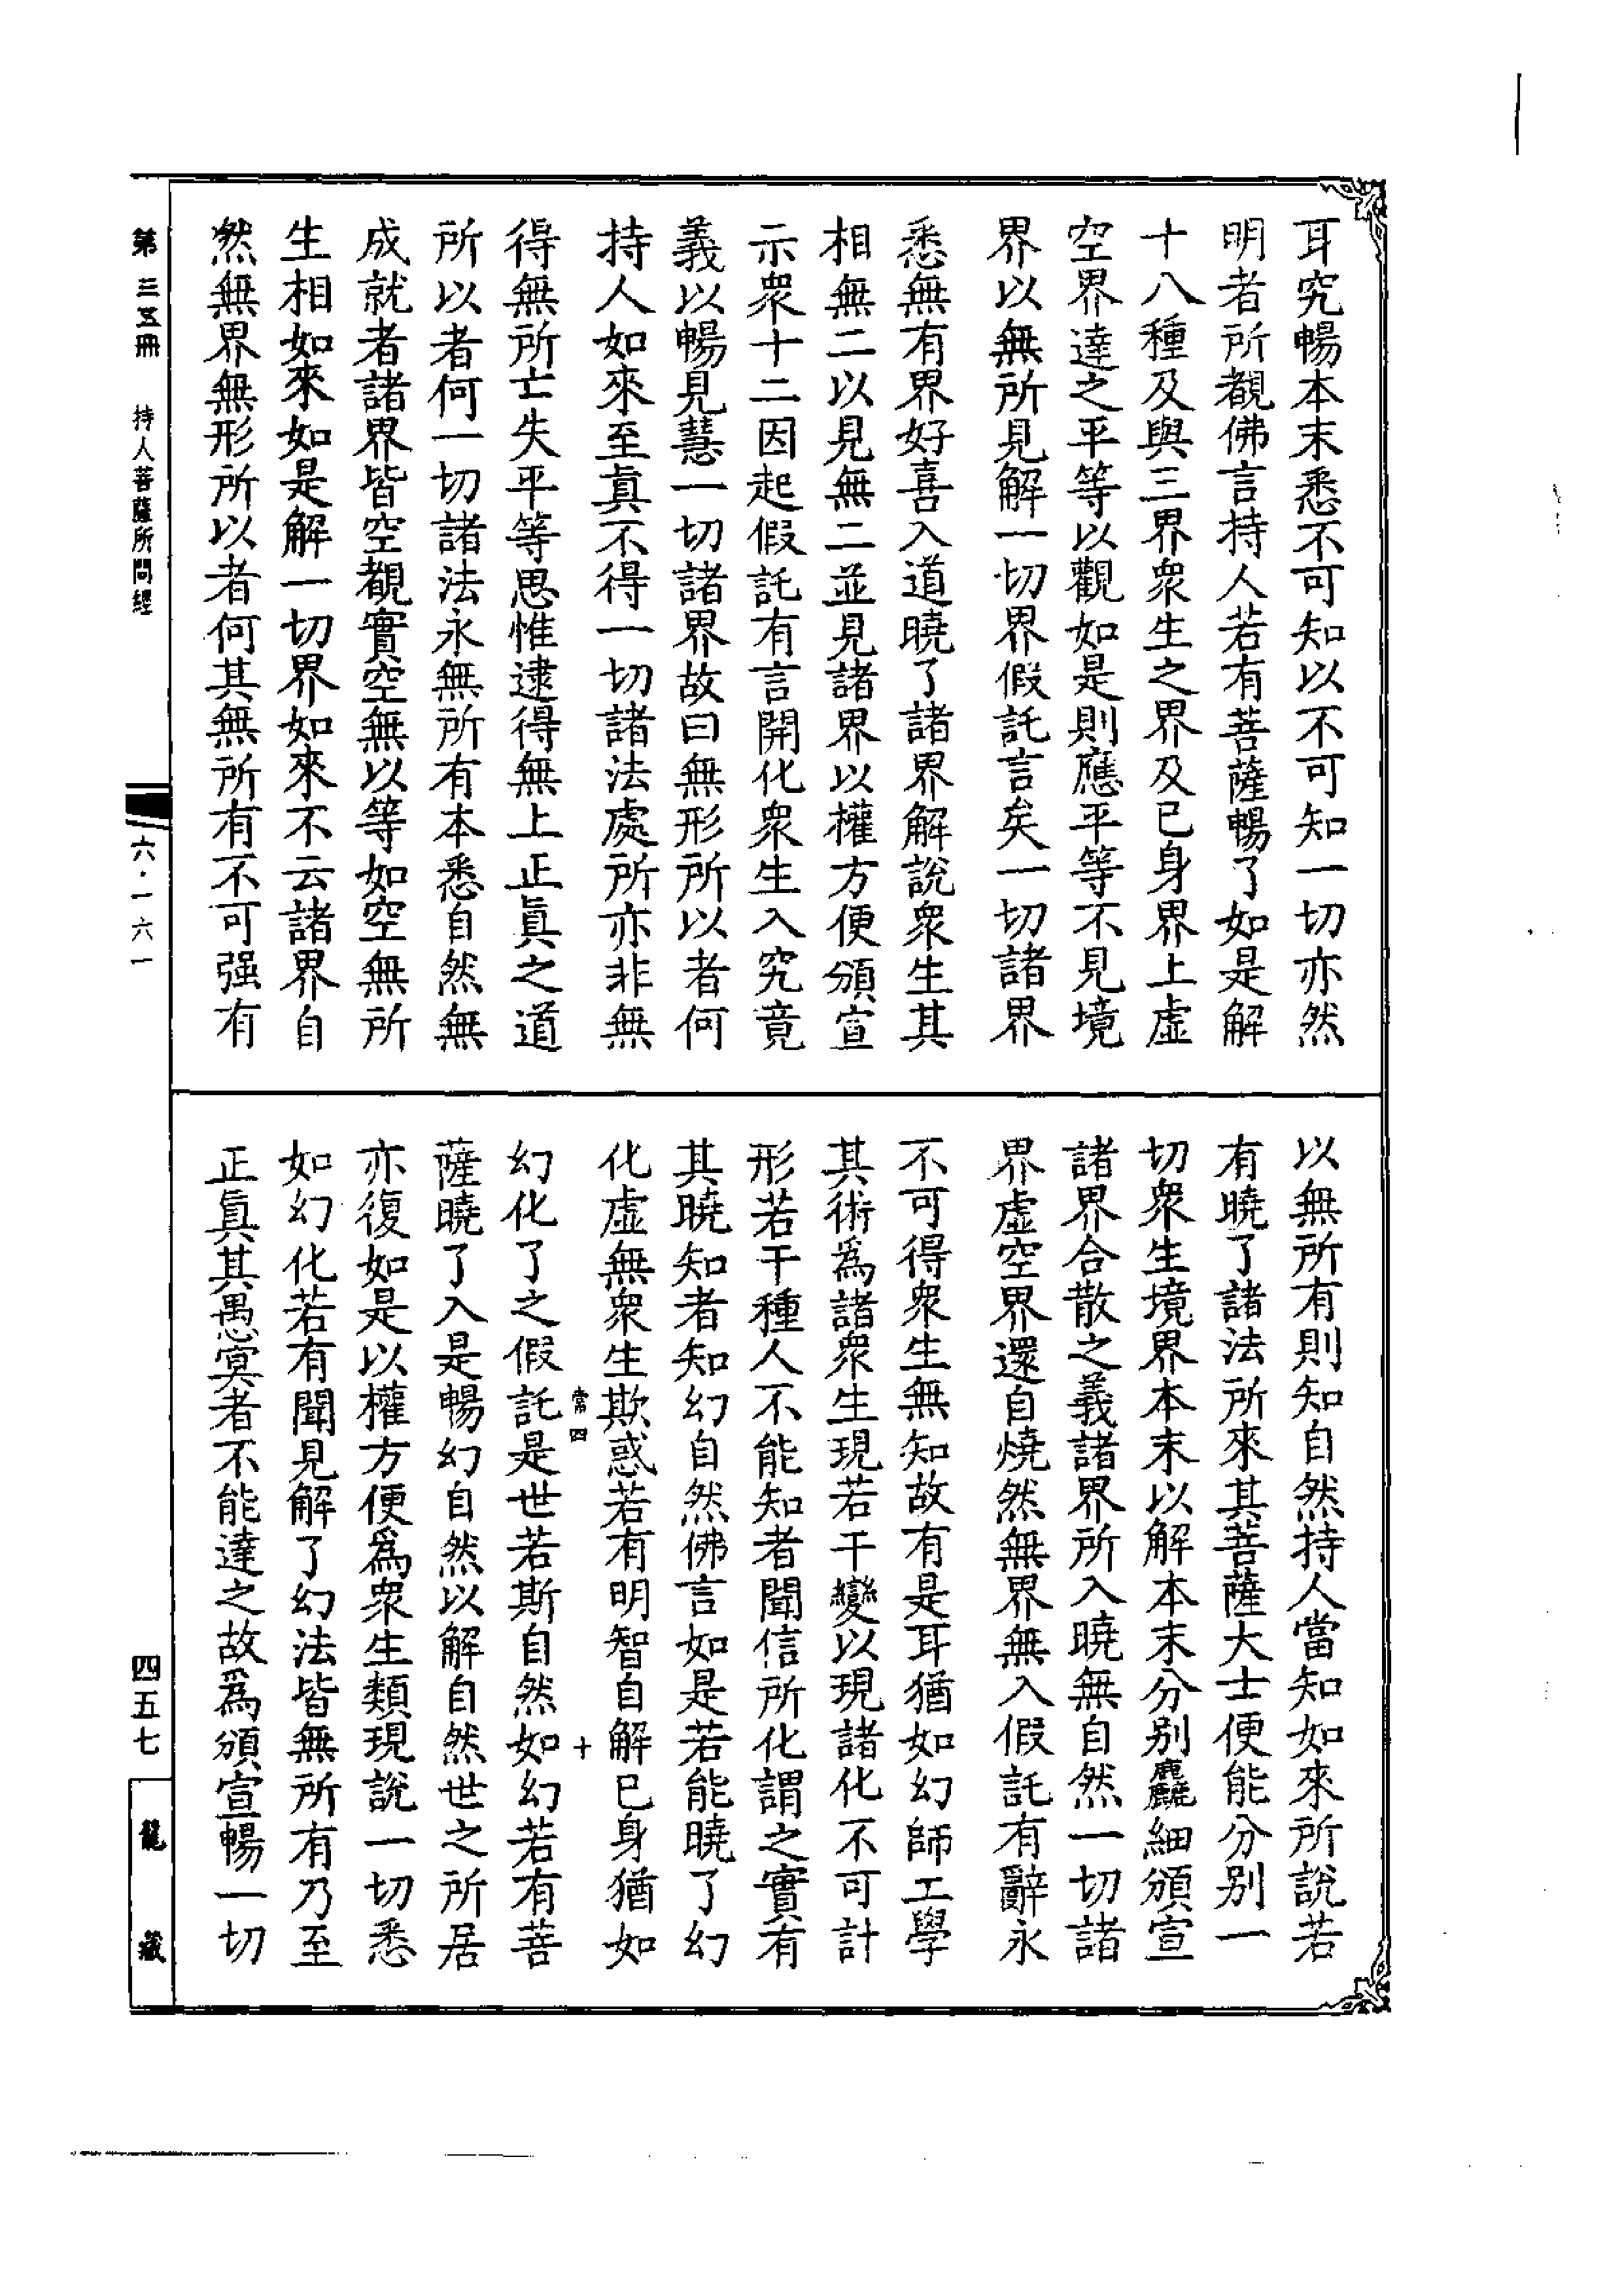 耳究暢本末悉不可知以不可知一切亦然
明者所覩佛言持人若有菩薩暢了如是解
十八種及與三界衆生之界及已身界上虛
空界達之平等以觀如是則應平等不見境
界以無所見解一切界假託言矣一切諸界
悉無有界好喜入道曉了諸界解說衆生其
相無二以見無二並見諸界以權方便頒宣
示衆十二因起假託有言開化衆生入究竟
義以暢見慧一切諸界故曰無形所以者何
持人如來至眞不得一切諸法處所亦非無
得無所亡失平等思惟逮得無上正眞之道
所以者何一切諸法永無所有本悉自然無
成就者諸界皆空覩實空無以等如空無所
生相如來如是解一切界如來不云諸界自
然無界無形所以者何其無所有不可强有
以無所有則知自然持人當知如來所說若
有曉了諸法所來其菩薩大士便能分别一
切衆生境界本末以解本末分别麤細頒宣
諸界合散之義諸界所入曉無自然一切諸
界虛空界還自燒然無界無入假託有辭永
不可得衆生無知故有是耳猶如幻師工學
其術爲諸衆生現若干變以現諸化不可計
形若干種人不能知者聞信所化謂之實有
其曉知者知幻自然佛言如是若能曉了幻
化虛無衆生欺惑若有明智自解已身猶如
常四 十
幻化了之假託是世若斯自然如幻若有菩
薩曉了入是暢幻自然以解自然世之所居
亦復如是以權方便爲衆生類現說一切悉
如幻化若有聞見解了幻法皆無所有乃至
正眞其愚冥者不能達之故爲頒宣暢一切
第三五冊 持人菩薩所問經
六·一六一
四五七
龍藏